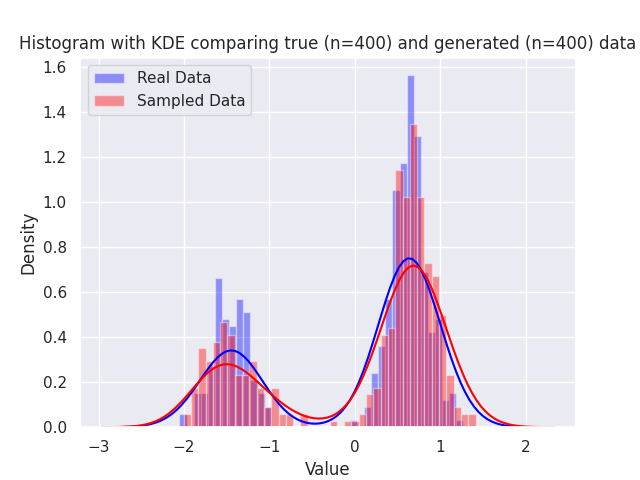 Histogram with KDE comparing true (n=400) and generated (n=400) data
Real Data
Sampled Data
1.6
1.4
1.2
1.0
0.8
0.6
0.4
0.2
0.0
Density
−3 −2 −1 0 1 2
Value